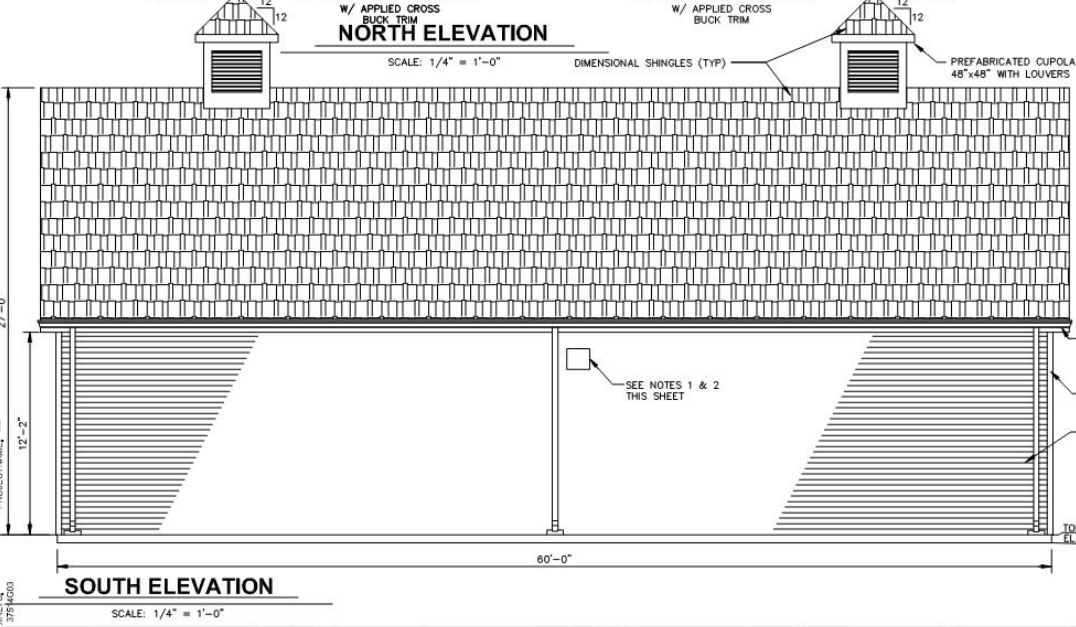 12
12
W/ APPLIED CROSS
BUCK TRIM
12
12
W/ APPLIED CROSS
BUCK TRIM
NORTH ELEVATION
SCALE: 1/4" = 1'-0"
DIMENSIONAL SHINGLES (TYP)
PREFABRICATED CUPOLA
48"x48" WITH LOUVERS
12'-2"
SEE NOTES 1 & 2
THIS SHEET
60'-0"
SOUTH ELEVATION
SCALE: 1/4" = 1'-0"